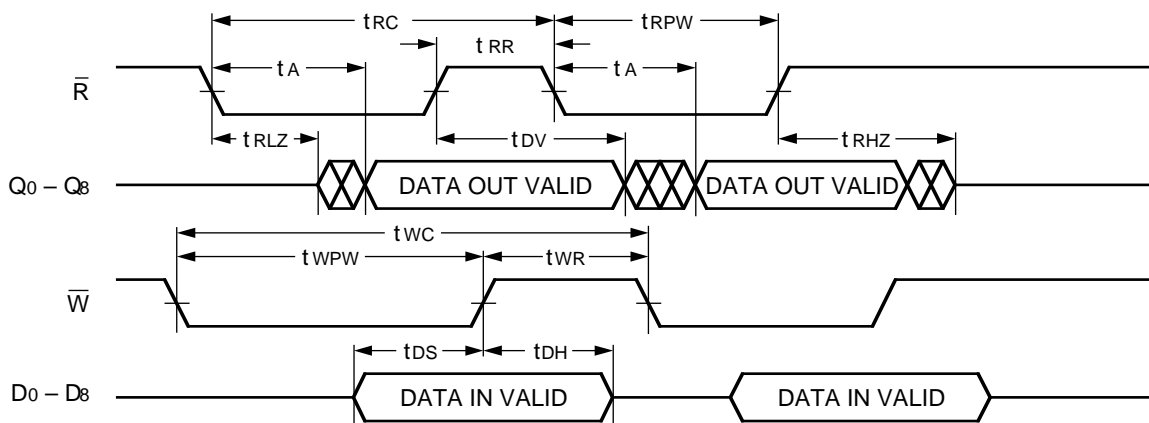 tRC
tRPW
tRR
tA
tA
R̅
tRLZ
tDV
tRHZ
Q0 – Q8
DATA OUT VALID
DATA OUT VALID
tWC
tWPW
tWR
W̅
tDS
tDH
D0 – D8
DATA IN VALID
DATA IN VALID